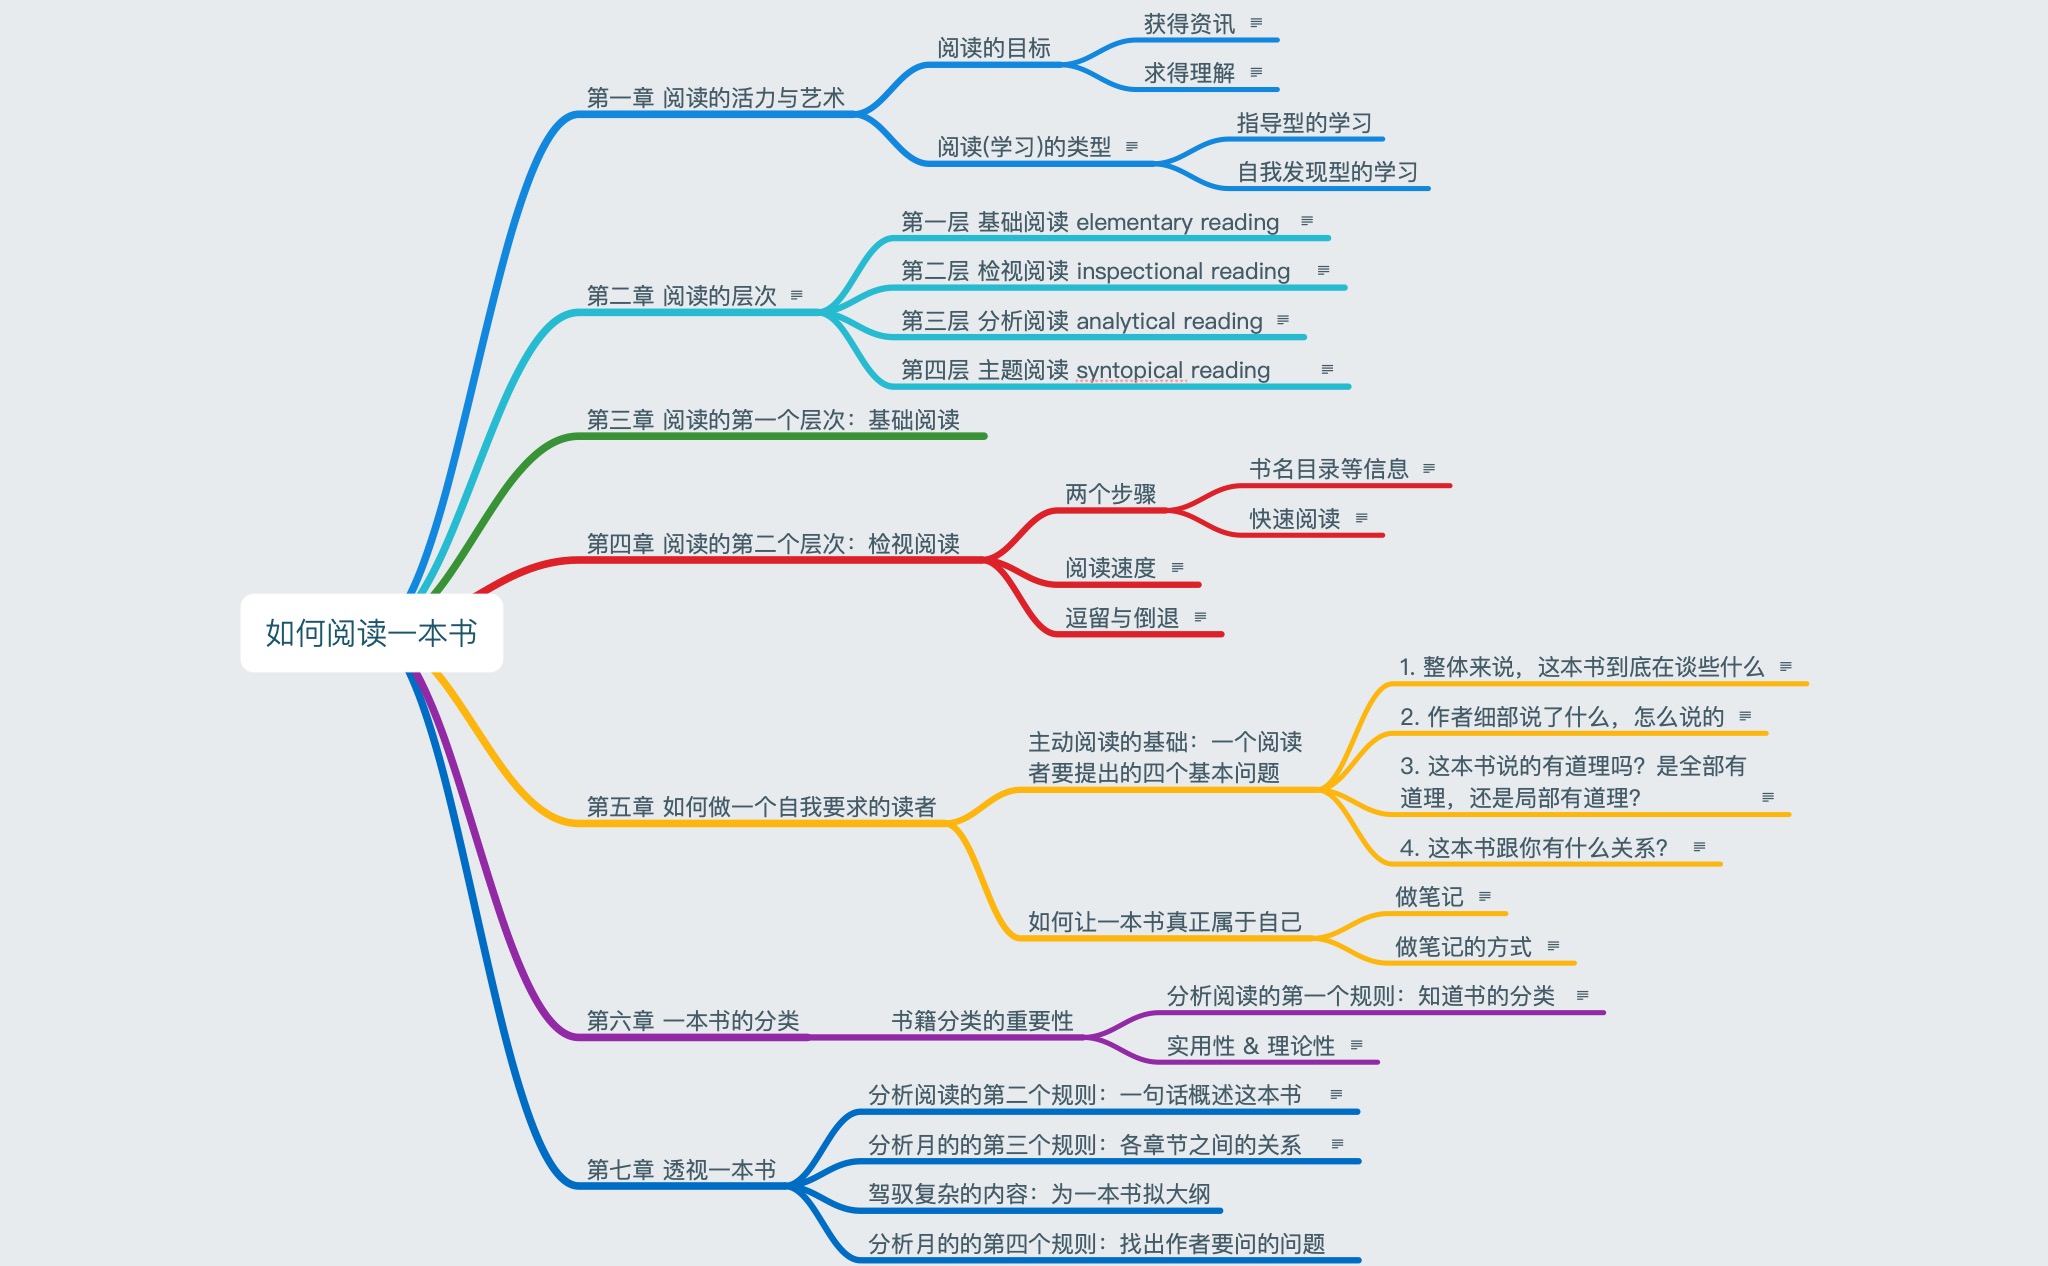 如何阅读一本书
第一章 阅读的活力与艺术
阅读的目标
获得资讯
求得理解
阅读(学习)的类型
指导型的学习
自我发现型的学习
第二章 阅读的层次
第一层 基础阅读 elementary reading
第二层 检视阅读 inspectional reading
第三层 分析阅读 analytical reading
第四层 主题阅读 syntopical reading
第三章 阅读的第一个层次：基础阅读
第四章 阅读的第二个层次：检视阅读
两个步骤
书名目录等信息
快速阅读
阅读速度
逗留与倒退
第五章 如何做一个自我要求的读者
主动阅读的基础：一个阅读
者要提出的四个基本问题
1. 整体来说，这本书到底在谈些什么
2. 作者细部说了什么，怎么说的
3. 这本书说的有道理吗？是全部有
道理，还是局部有道理？
4. 这本书跟你有什么关系？
如何让一本书真正属于自己
做笔记
做笔记的方式
第六章 一本书的分类
书籍分类的重要性
分析阅读的第一个规则：知道书的分类
实用性 & 理论性
第七章 透视一本书
分析阅读的第二个规则：一句话概述这本书
分析月的的第三个规则：各章节之间的关系
驾驭复杂的内容：为一本书拟大纲
分析月的的第四个规则：找出作者要问的问题